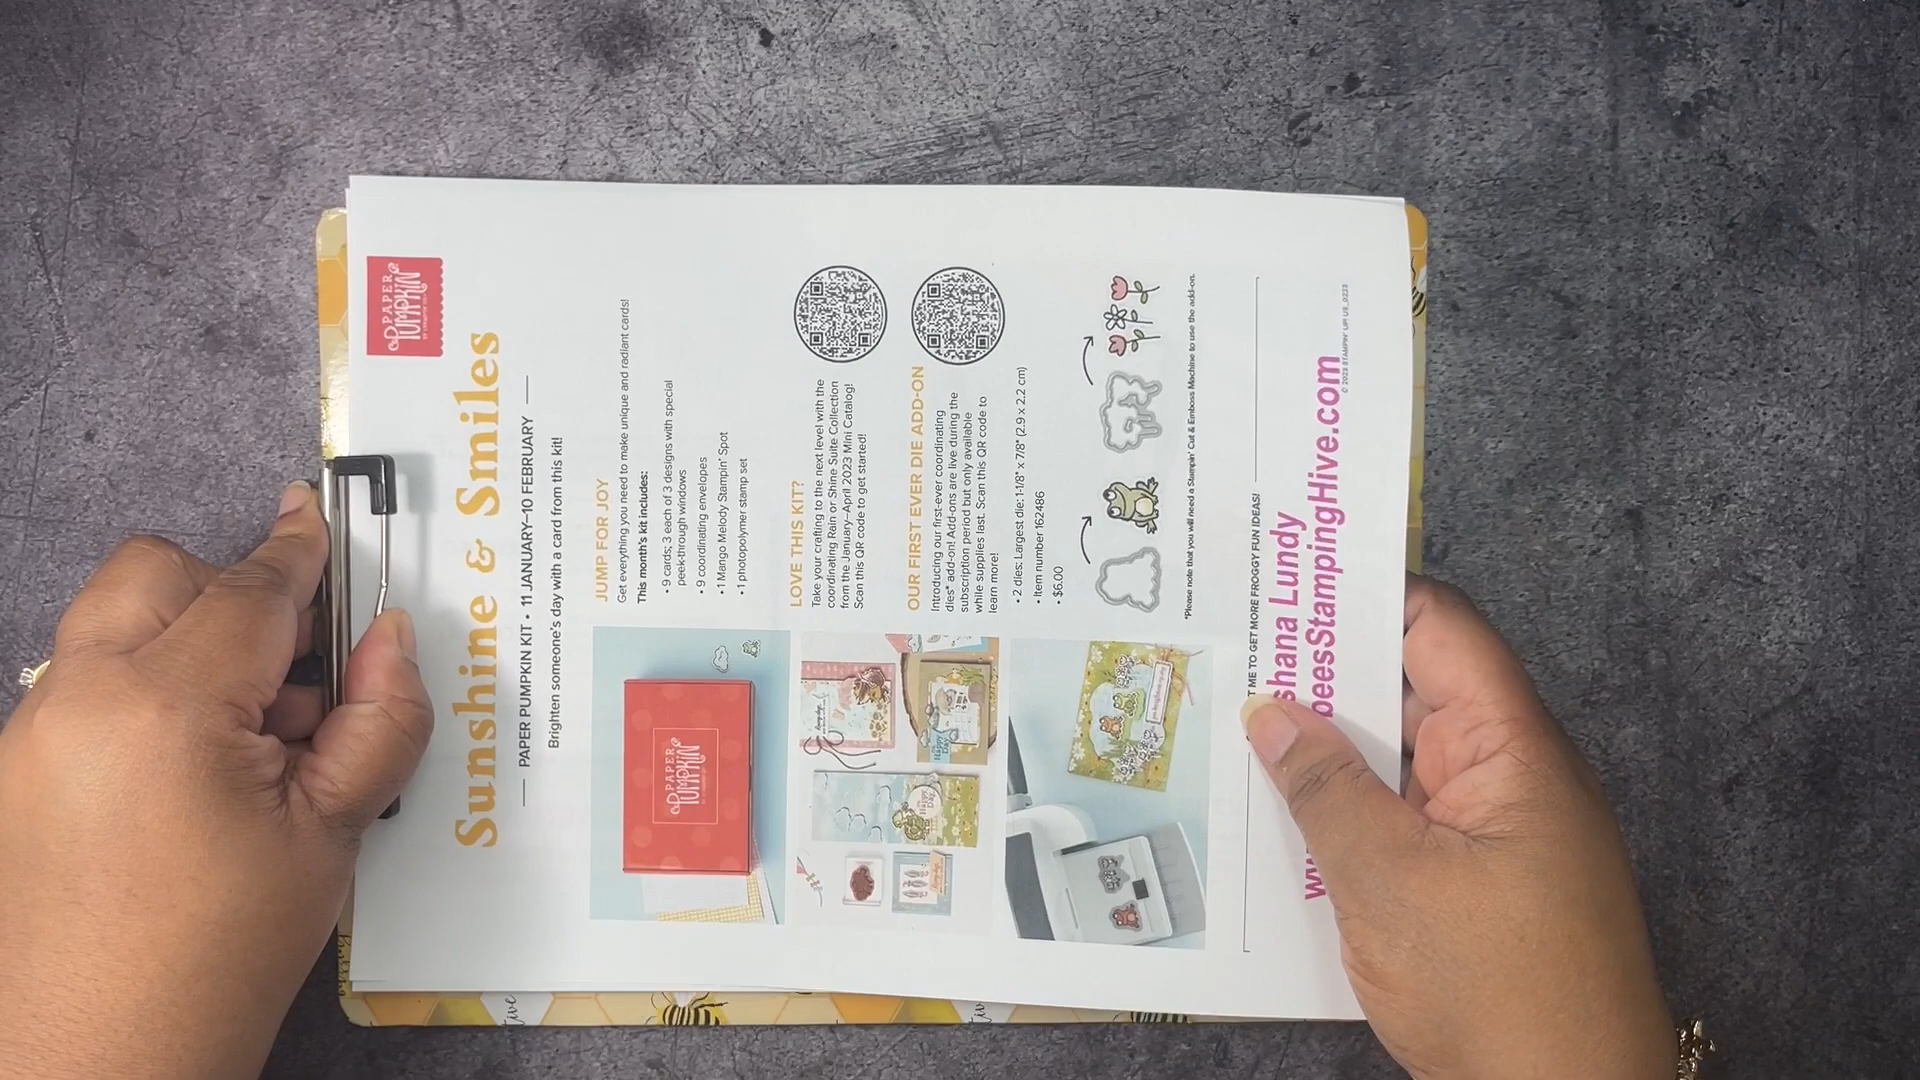 PAPER
PUMPKIN
BY STAMPIN' UP!
Sunshine & Smiles
PAPER PUMPKIN KIT • 11 JANUARY–10 FEBRUARY
Brighten someone's day with a card from this kit!
JUMP FOR JOY
Get everything you need to make unique and radiant cards!
This month's kit includes:
• 9 cards; 3 each of 3 designs with special
peekthrough windows
• 9 coordinating envelopes
• 1 Mango Melody Stampin' Spot
• 1 photopolymer stamp set
PAPER
PUMPKIN
LOVE THIS KIT?
Take your crafting to the next level with the
coordinating Rain or Shine Suite Collection
from the January–April 2023 Mini Catalog!
Scan this QR code to get started!
Happy
Day
OUR FIRST EVER DIE ADD-ON
Introducing our first-ever coordinating
dies* add-on! Add-ons are live during the
subscription period but only available
while supplies last. Scan this QR code to
learn more!
• 2 dies: Largest die: 1-1/8" x 7/8" (2.9 x 2.2 cm)
• Item number 162486
• $6.00
*Please note that you will need a Stampin' Cut & Emboss Machine to use the add-on.
T ME TO GET MORE FROGGY FUN IDEAS!
shana Lundy
beesStampingHive.com
© 2023 STAMPIN' UP! US_0223